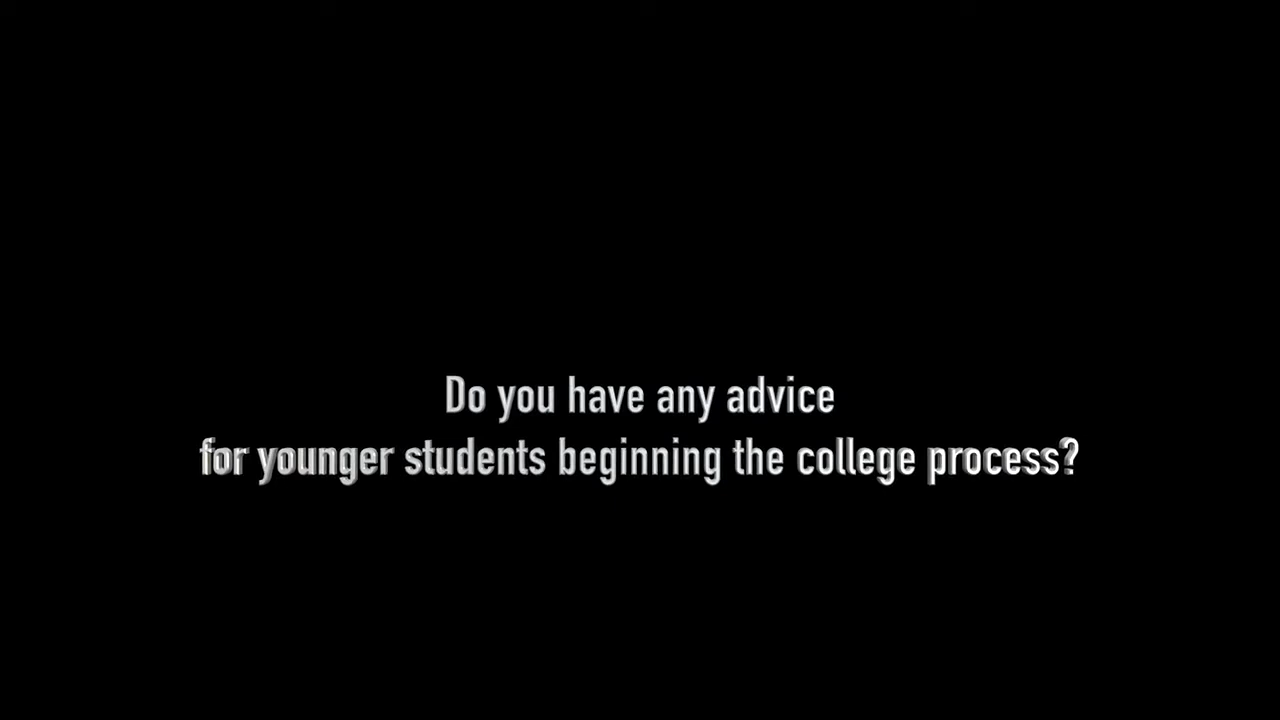 Do you have any advice
for younger students beginning the college process?